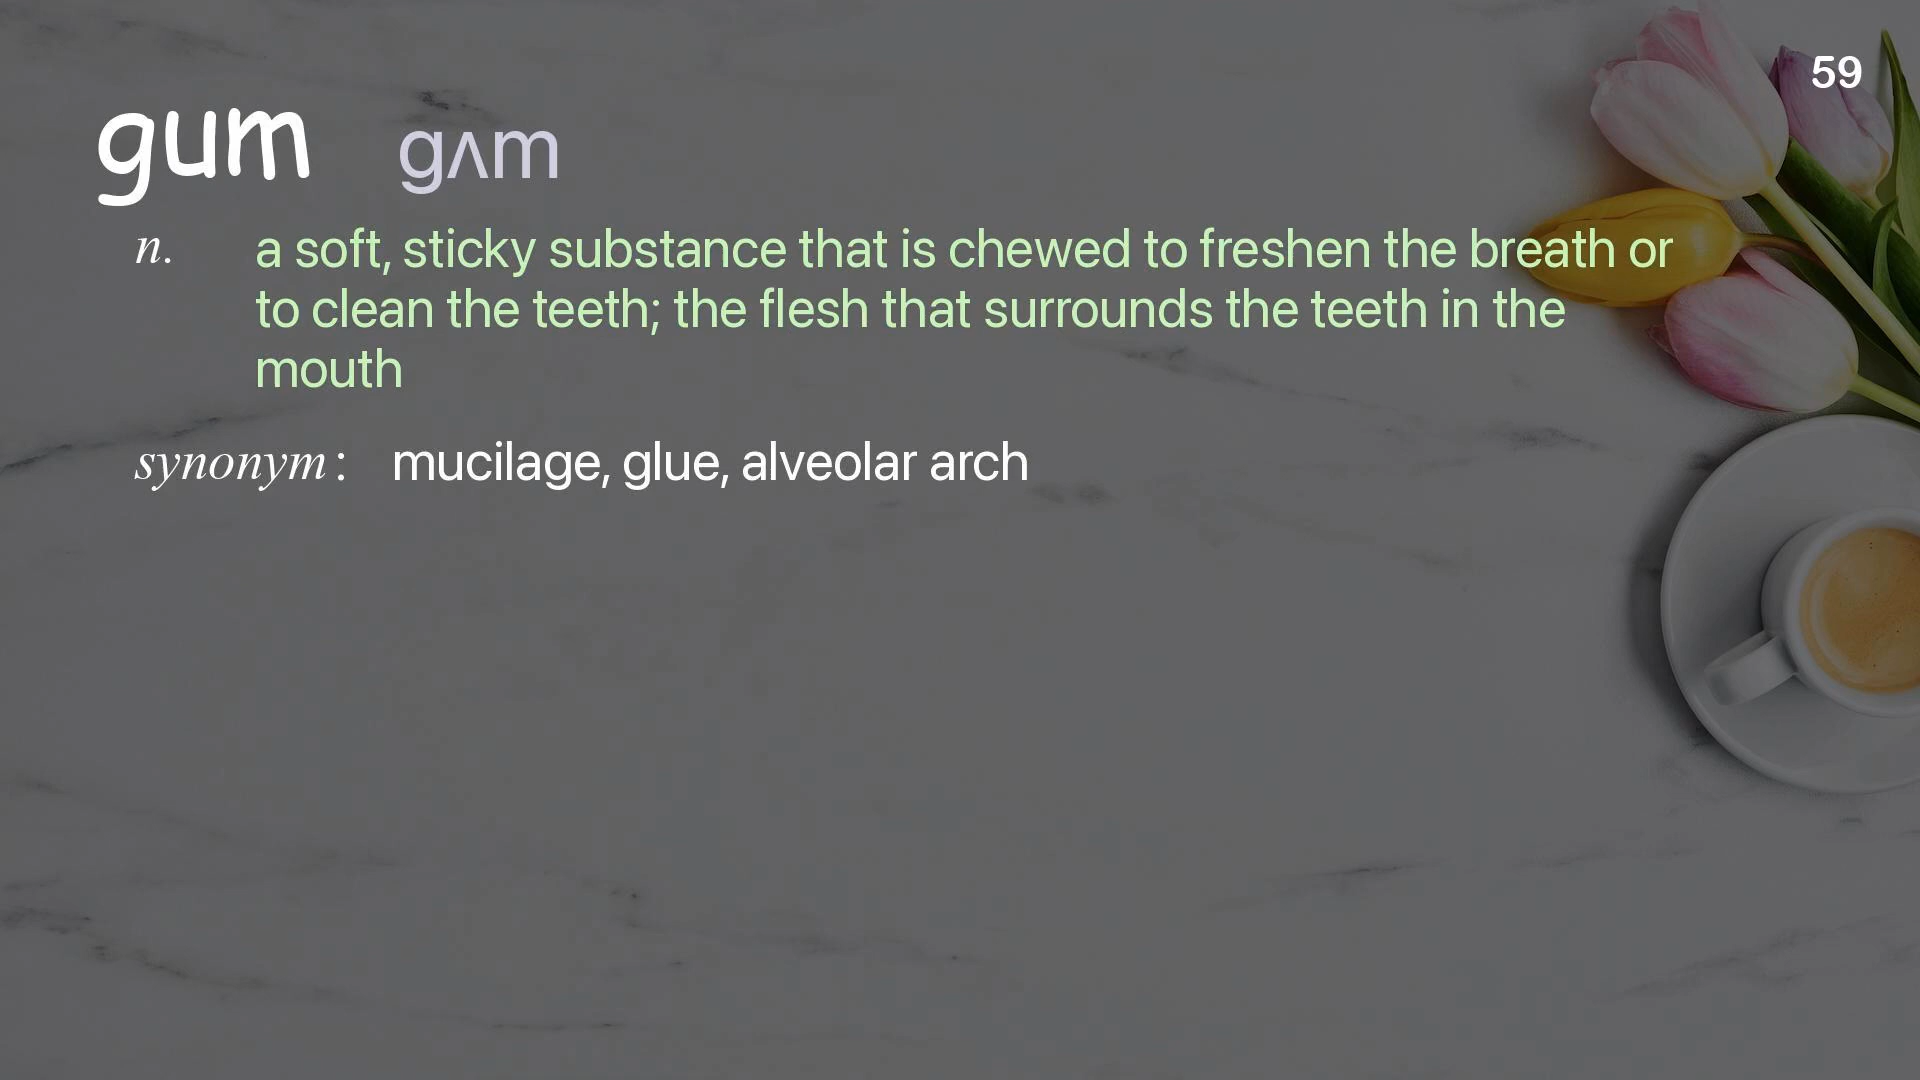 59
gum gʌm
n. a soft, sticky substance that is chewed to freshen the breath or
to clean the teeth; the flesh that surrounds the teeth in the
mouth
synonym : mucilage, glue, alveolar arch